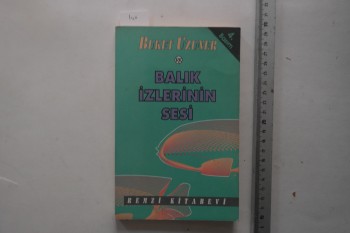 BUKET UZUNER
BALIK
İZLERİNİN
SESİ
REMZİ KİTABEVİ